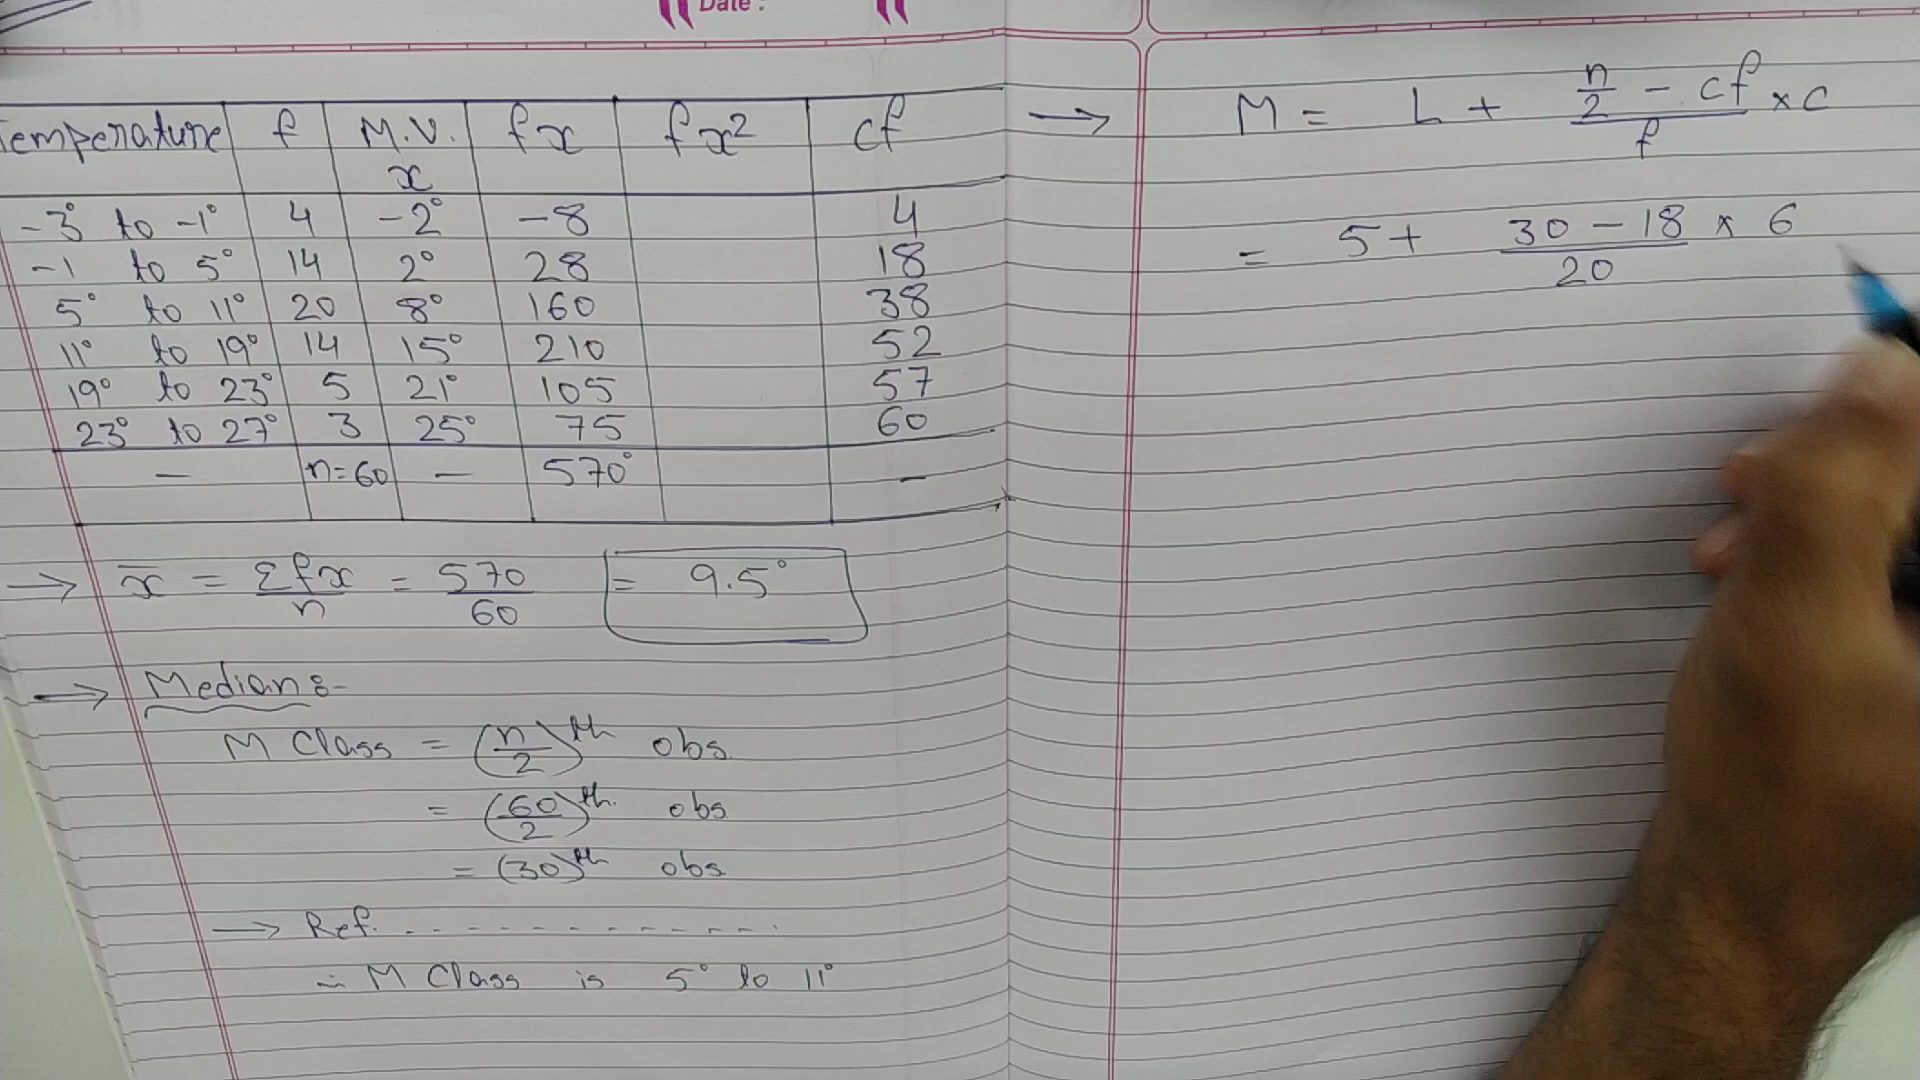 Date :
Temperature f M.V. x fx fx² cf
-3° to -1° 4 -2° -8 4
-1 to 5° 14 2° 28 18
5° to 11° 20 8° 160 38
11° to 19° 14 15° 210 52
19° to 23° 5 21° 105 57
23° to 27° 3 25° 75 60
— n=60 — 570° —
→ x̄ = Σfx/n = 570/60 = 9.5°
→ Median :-
M Class = (n/2)th obs.
= (60/2)th. obs
= (30)th obs
→ Ref. - - - - - - - - - - - -
∴ M Class is 5° to 11°
→ M = L + (n/2 - cf)/f × c
= 5 + (30 - 18)/20 × 6